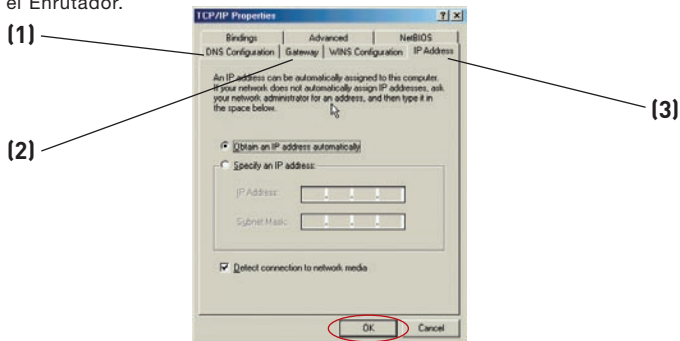 el Enrutador.
TCP/IP Properties
Bindings Advanced NetBIOS
(1)
DNS Configuration Gateway WINS Configuration IP Address
An IP address can be automatically assigned to this computer.
If your network does not automatically assign IP addresses, ask
your network administrator for an address, and then type it in
the space below.
(3)
(2)
Obtain an IP address automatically
Specify an IP address:
IP Address:
Subnet Mask:
Detect connection to network media
OK Cancel